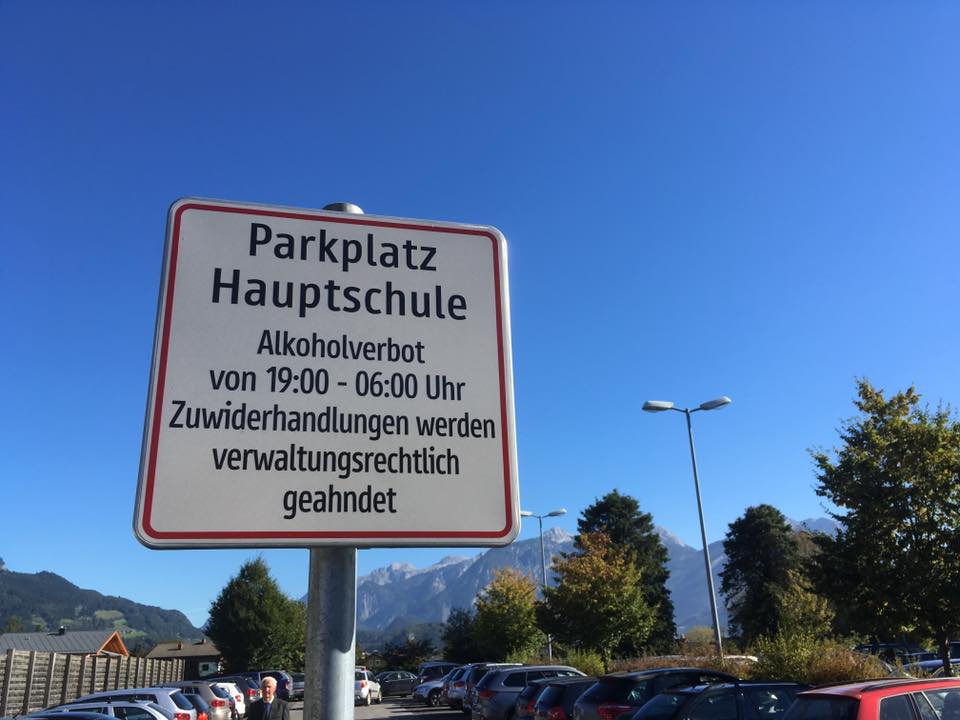 Parkplatz
Hauptschule
Alkoholverbot
von 19:00 - 06:00 Uhr
Zuwiderhandlungen werden
verwaltungsrechtlich
geahndet